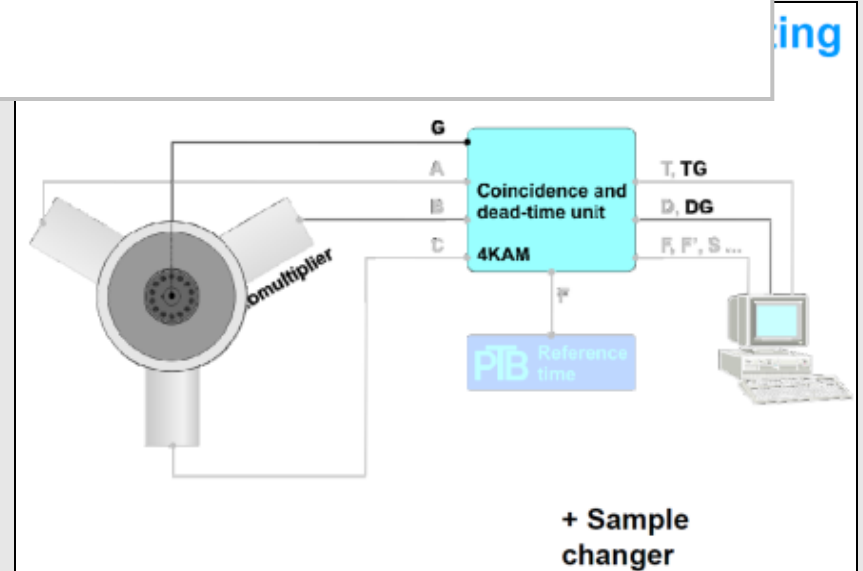 ting
G
A
B
C
Coincidence and
dead-time unit
4KAM
T, TG
D, DG
F, F', S ...
F
omultiplier
PTB Reference
time
+ Sample
changer